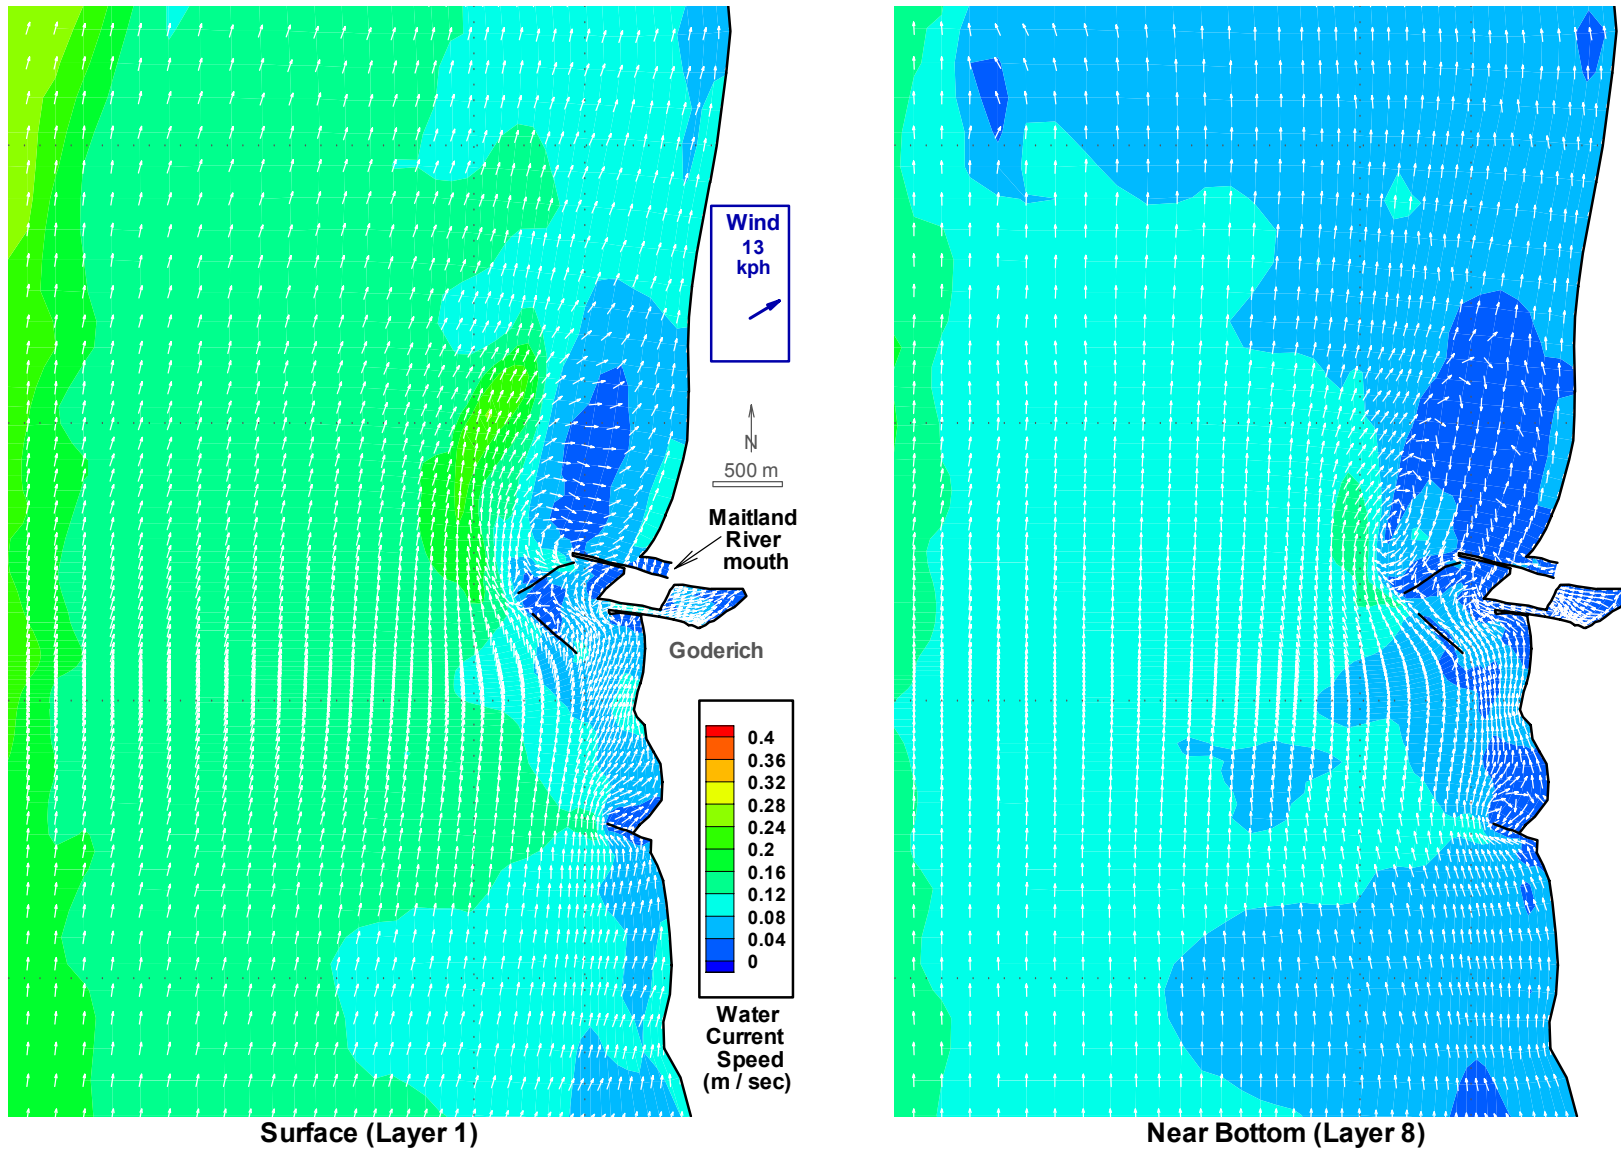 Wind
13
kph
N
500 m
Maitland
River
mouth
Goderich
0.4
0.36
0.32
0.28
0.24
0.2
0.16
0.12
0.08
0.04
0
Water
Current
Speed
(m / sec)
Surface (Layer 1)
Near Bottom (Layer 8)